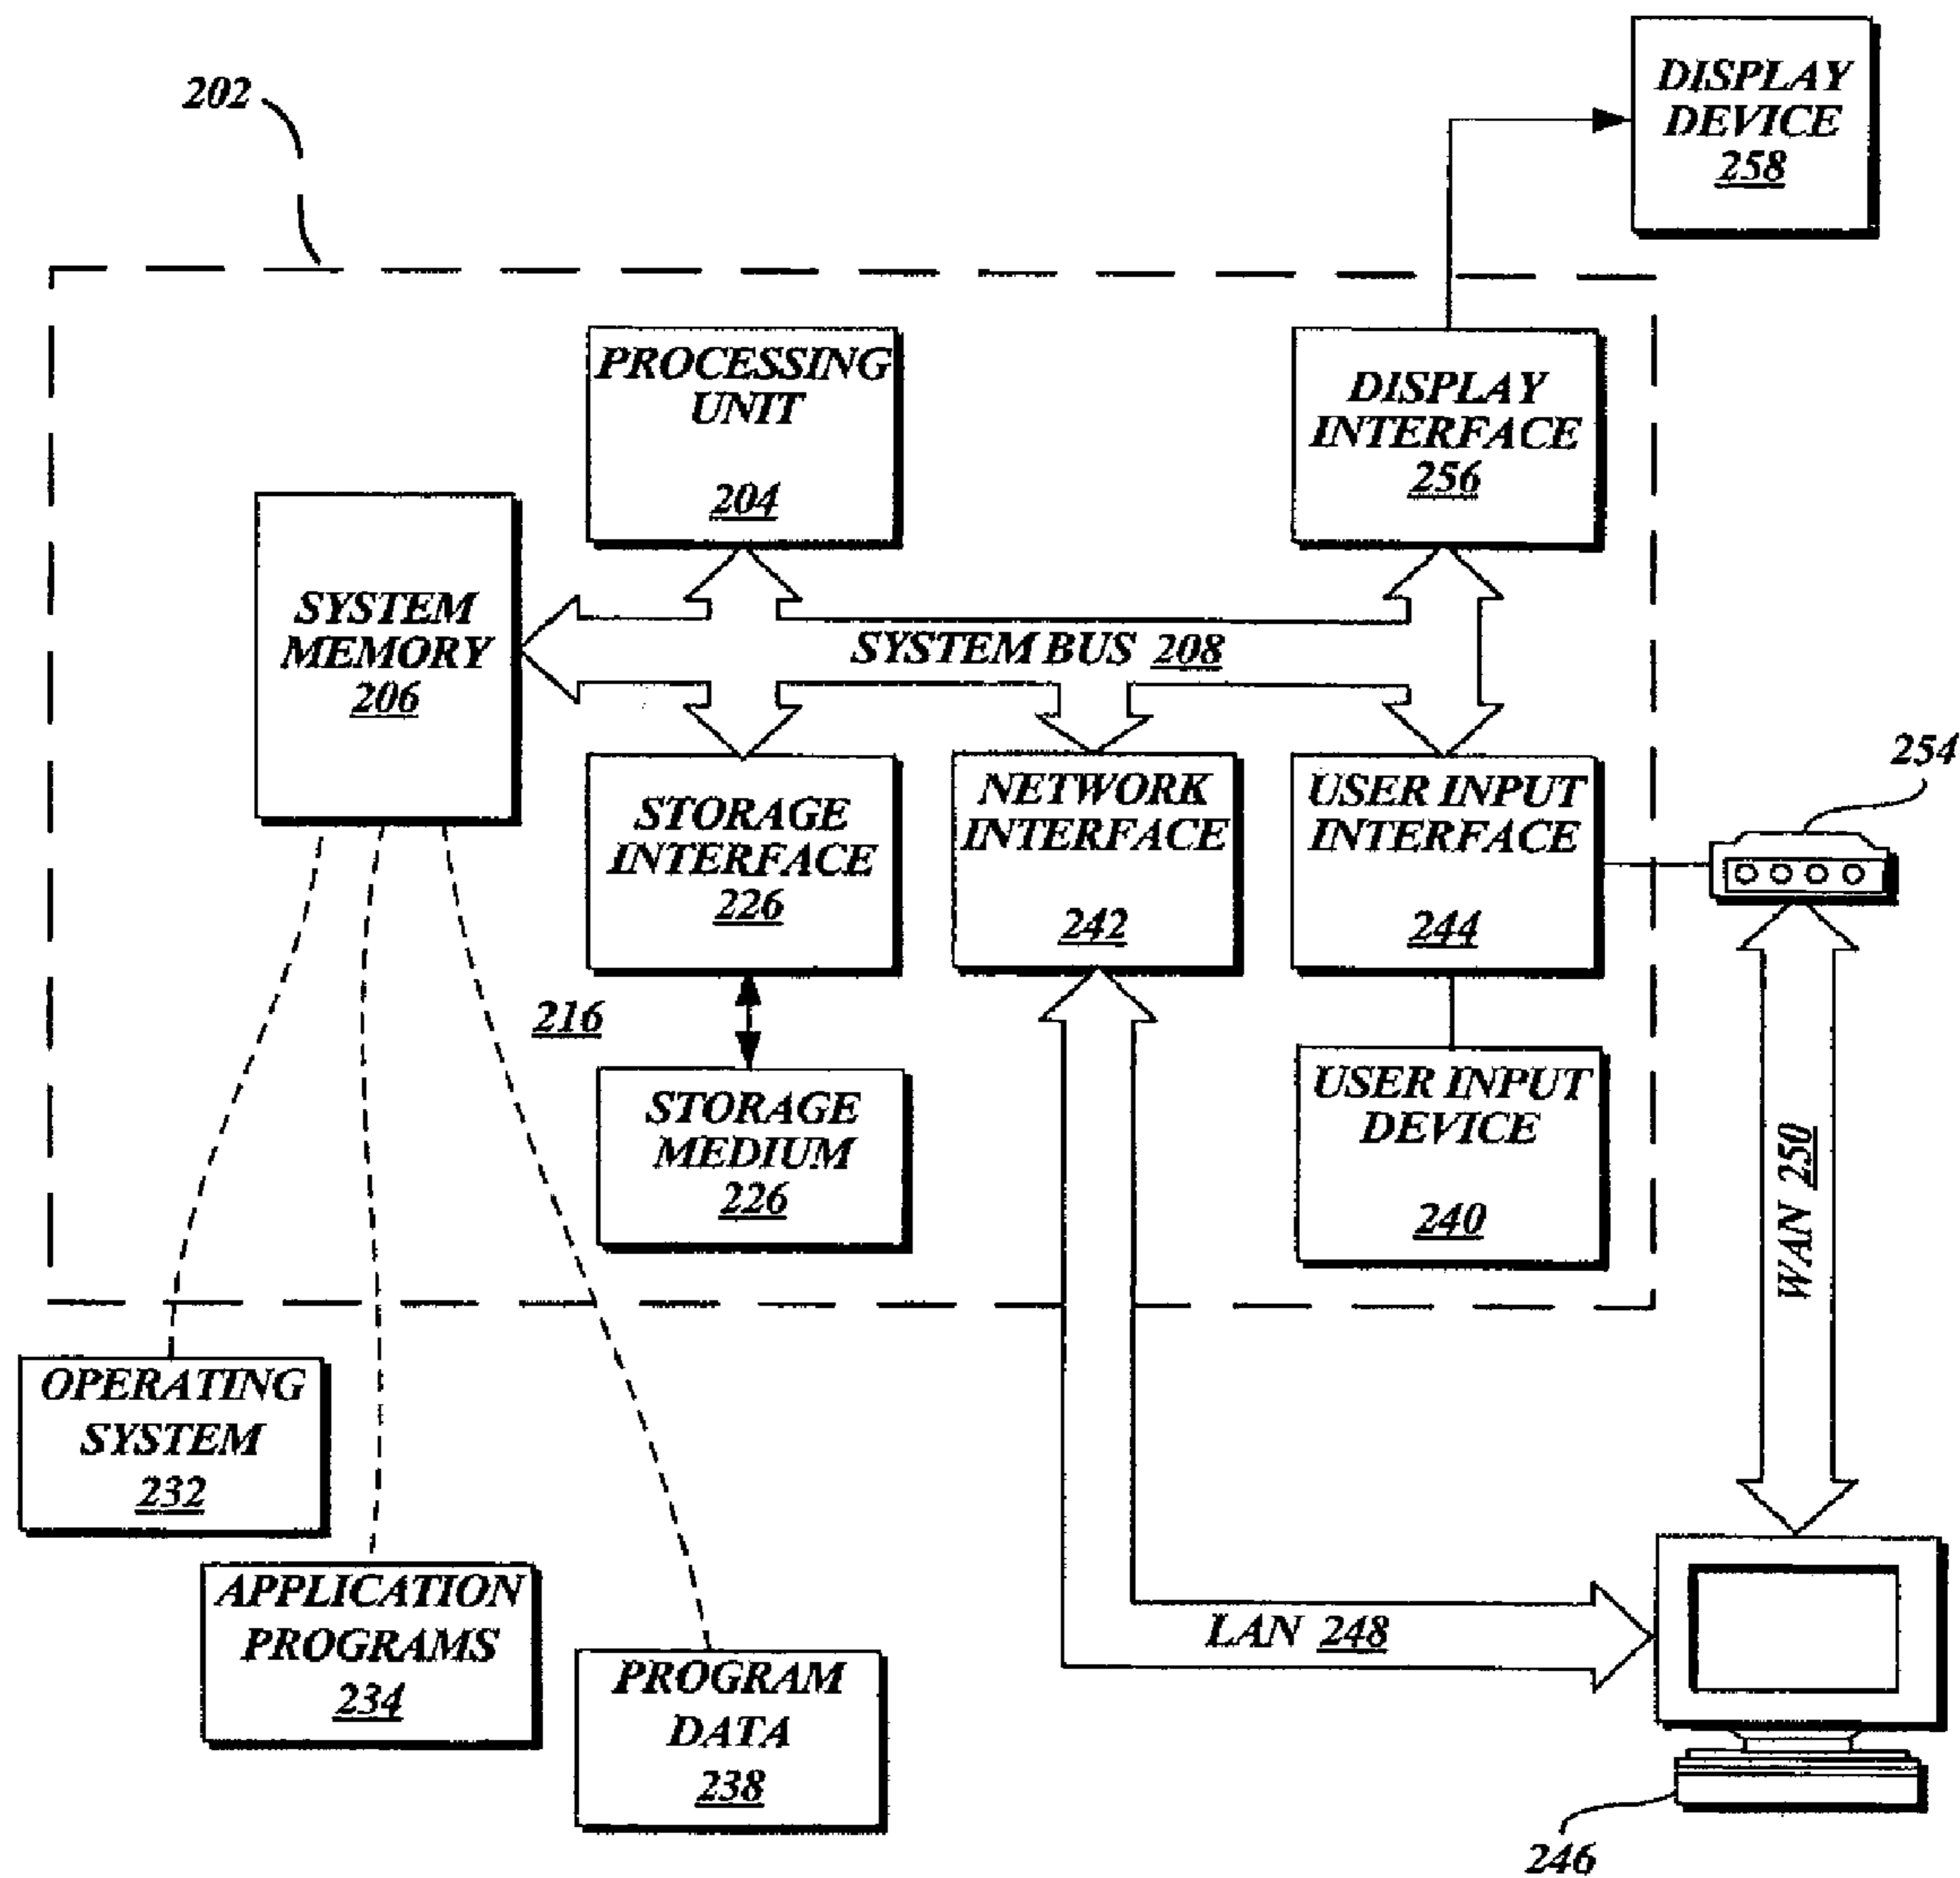 202
DISPLAY
DEVICE
258
PROCESSING
UNIT
204
DISPLAY
INTERFACE
256
SYSTEM
MEMORY
206
SYSTEM BUS 208
STORAGE
INTERFACE
226
NETWORK
INTERFACE
242
USER INPUT
INTERFACE
244
254
216
STORAGE
MEDIUM
226
USER INPUT
DEVICE
240
WAN 250
OPERATING
SYSTEM
232
APPLICATION
PROGRAMS
234
PROGRAM
DATA
238
LAN 248
246